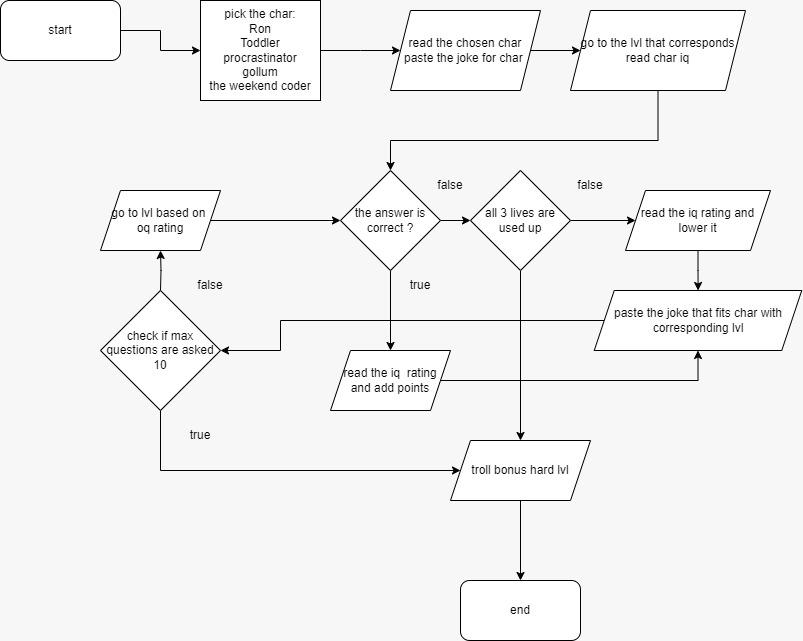 start
pick the char:
Ron
Toddler
procrastinator
gollum
the weekend coder
read the chosen char
paste the joke for char
go to the lvl that corresponds
read char iq
go to lvl based on
oq rating
the answer is
correct ?
false
all 3 lives are
used up
false
read the iq rating and
lower it
false
true
paste the joke that fits char with
corresponding lvl
check if max
questions are asked
10
read the iq  rating
and add points
true
troll bonus hard lvl
end